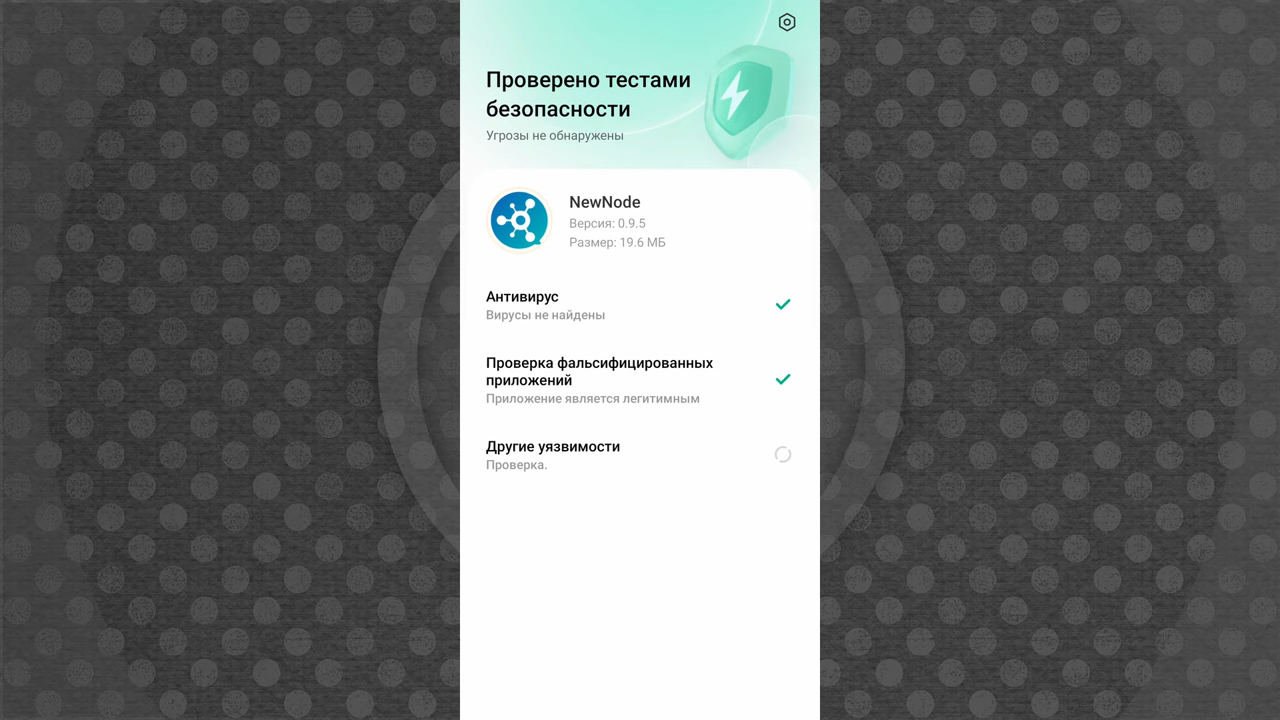 Проверено тестами
безопасности
Угрозы не обнаружены
NewNode
Версия: 0.9.5
Размер: 19.6 МБ
Антивирус
Вирусы не найдены
Проверка фальсифицированных
приложений
Приложение является легитимным
Другие уязвимости
Проверка.